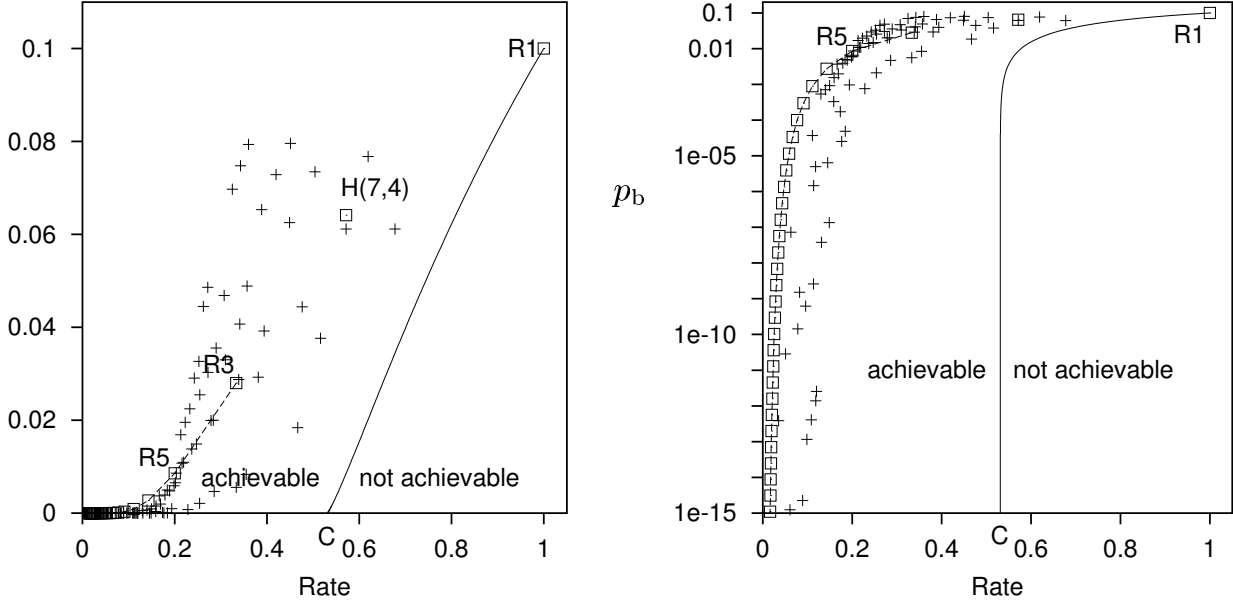 0.1
0.08
0.06
0.04
0.02
0
R1
H(7,4)
R3
R5
achievable
not achievable
0
0.2
0.4
C
0.6
0.8
1
Rate
p_b
0.1
0.01
1e-05
1e-10
1e-15
R5
R1
achievable
not achievable
0
0.2
0.4
C
0.6
0.8
1
Rate